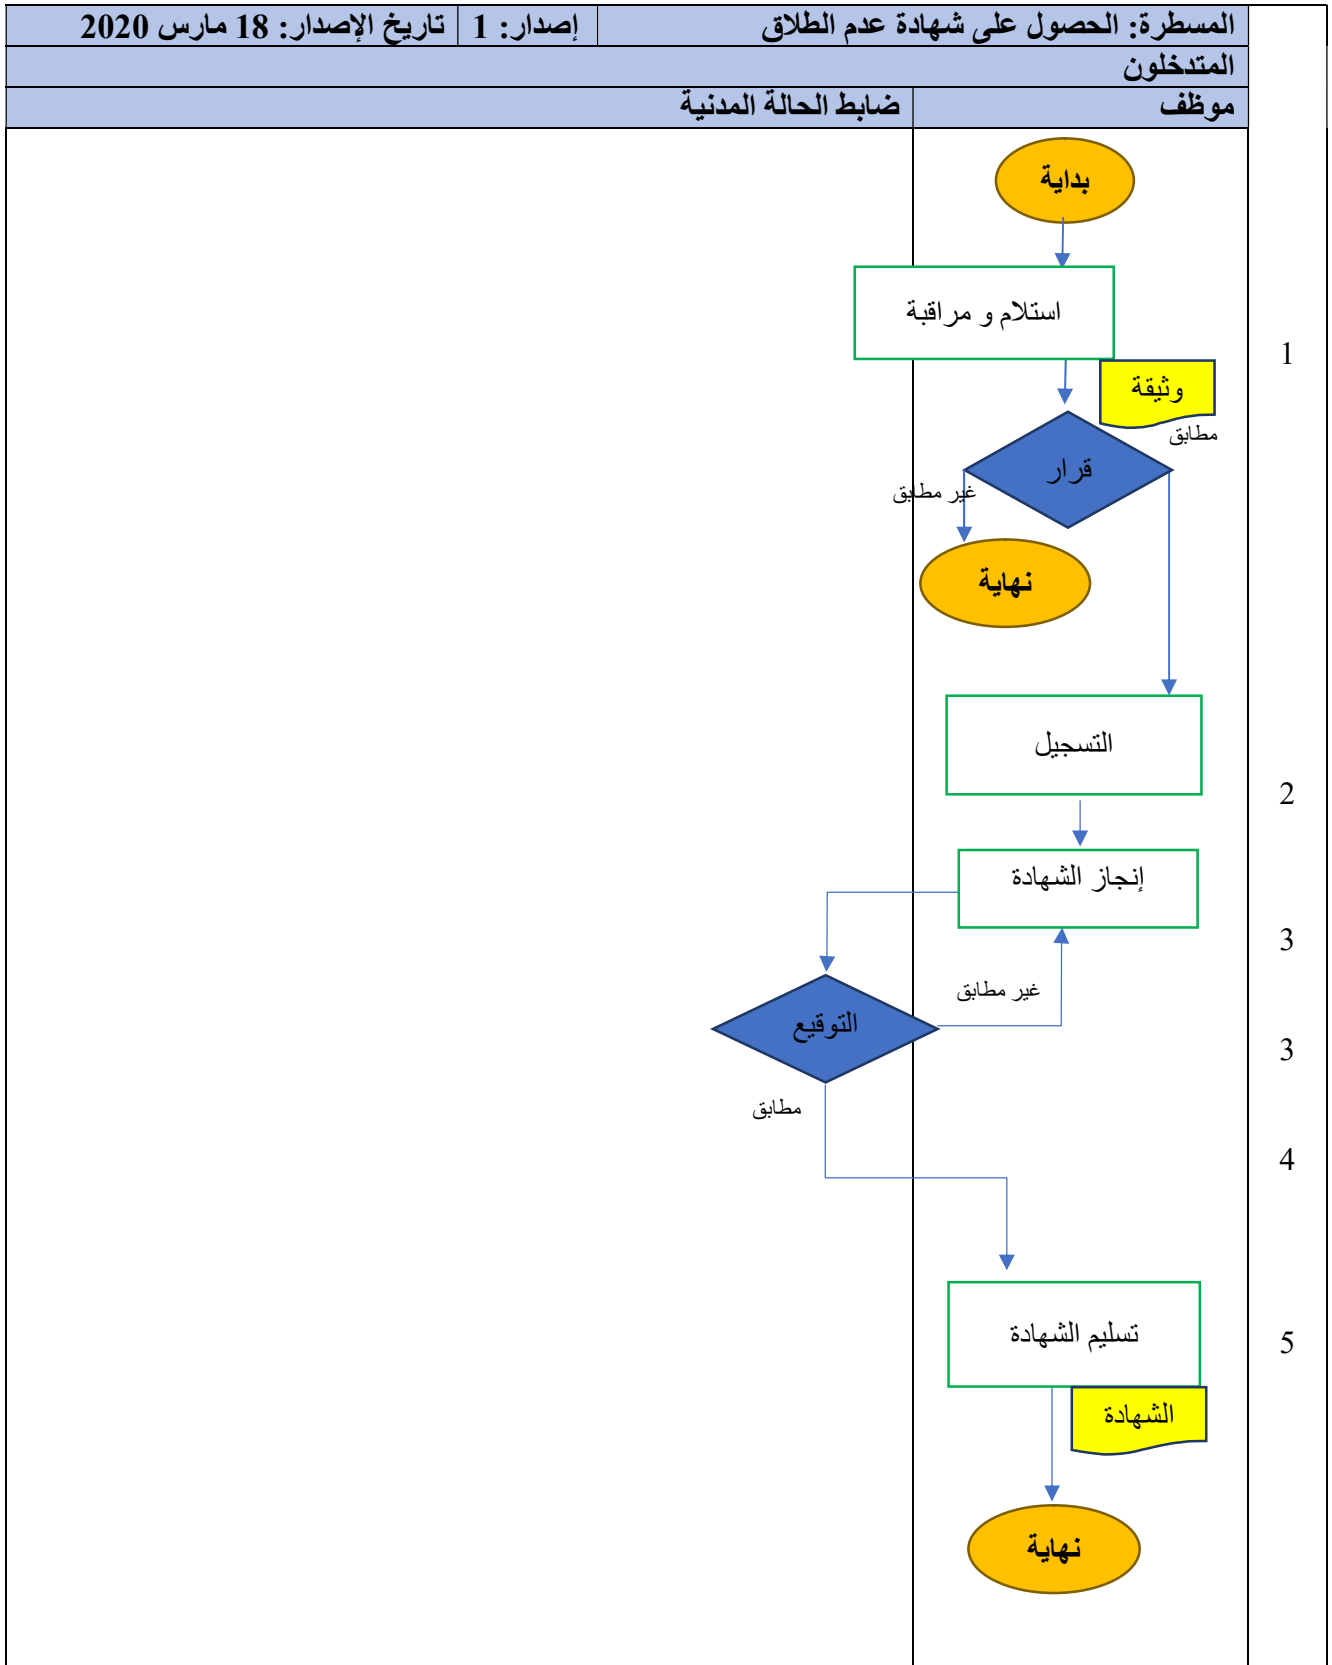 المسطرة: الحصول على شهادة عدم الطلاق إصدار: 1 تاريخ الإصدار: 18 مارس 2020
المتدخلون
موظف ضابط الحالة المدنية
بداية
استلام و مراقبة
1
وثيقة
مطابق
قرار
غير مطابق
نهاية
التسجيل
2
إنجاز الشهادة
3
غير مطابق
التوقيع
3
مطابق
4
تسليم الشهادة
5
الشهادة
نهاية